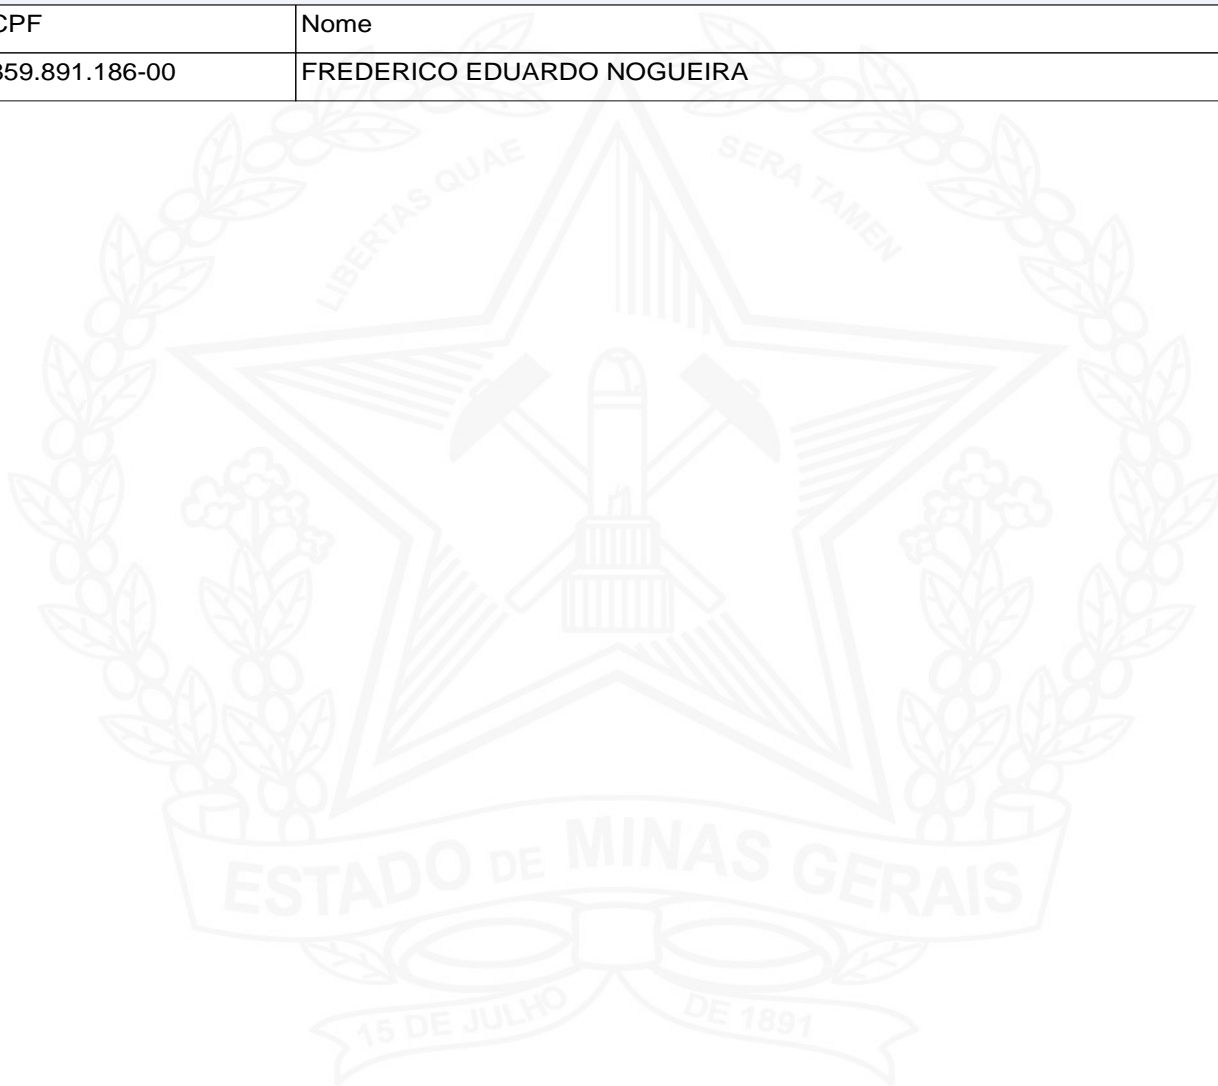 CPF Nome
859.891.186-00 FREDERICO EDUARDO NOGUEIRA
LIBERTAS QUAE SERA TAMEN
ESTADO DE MINAS GERAIS
15 DE JULHO DE 1891